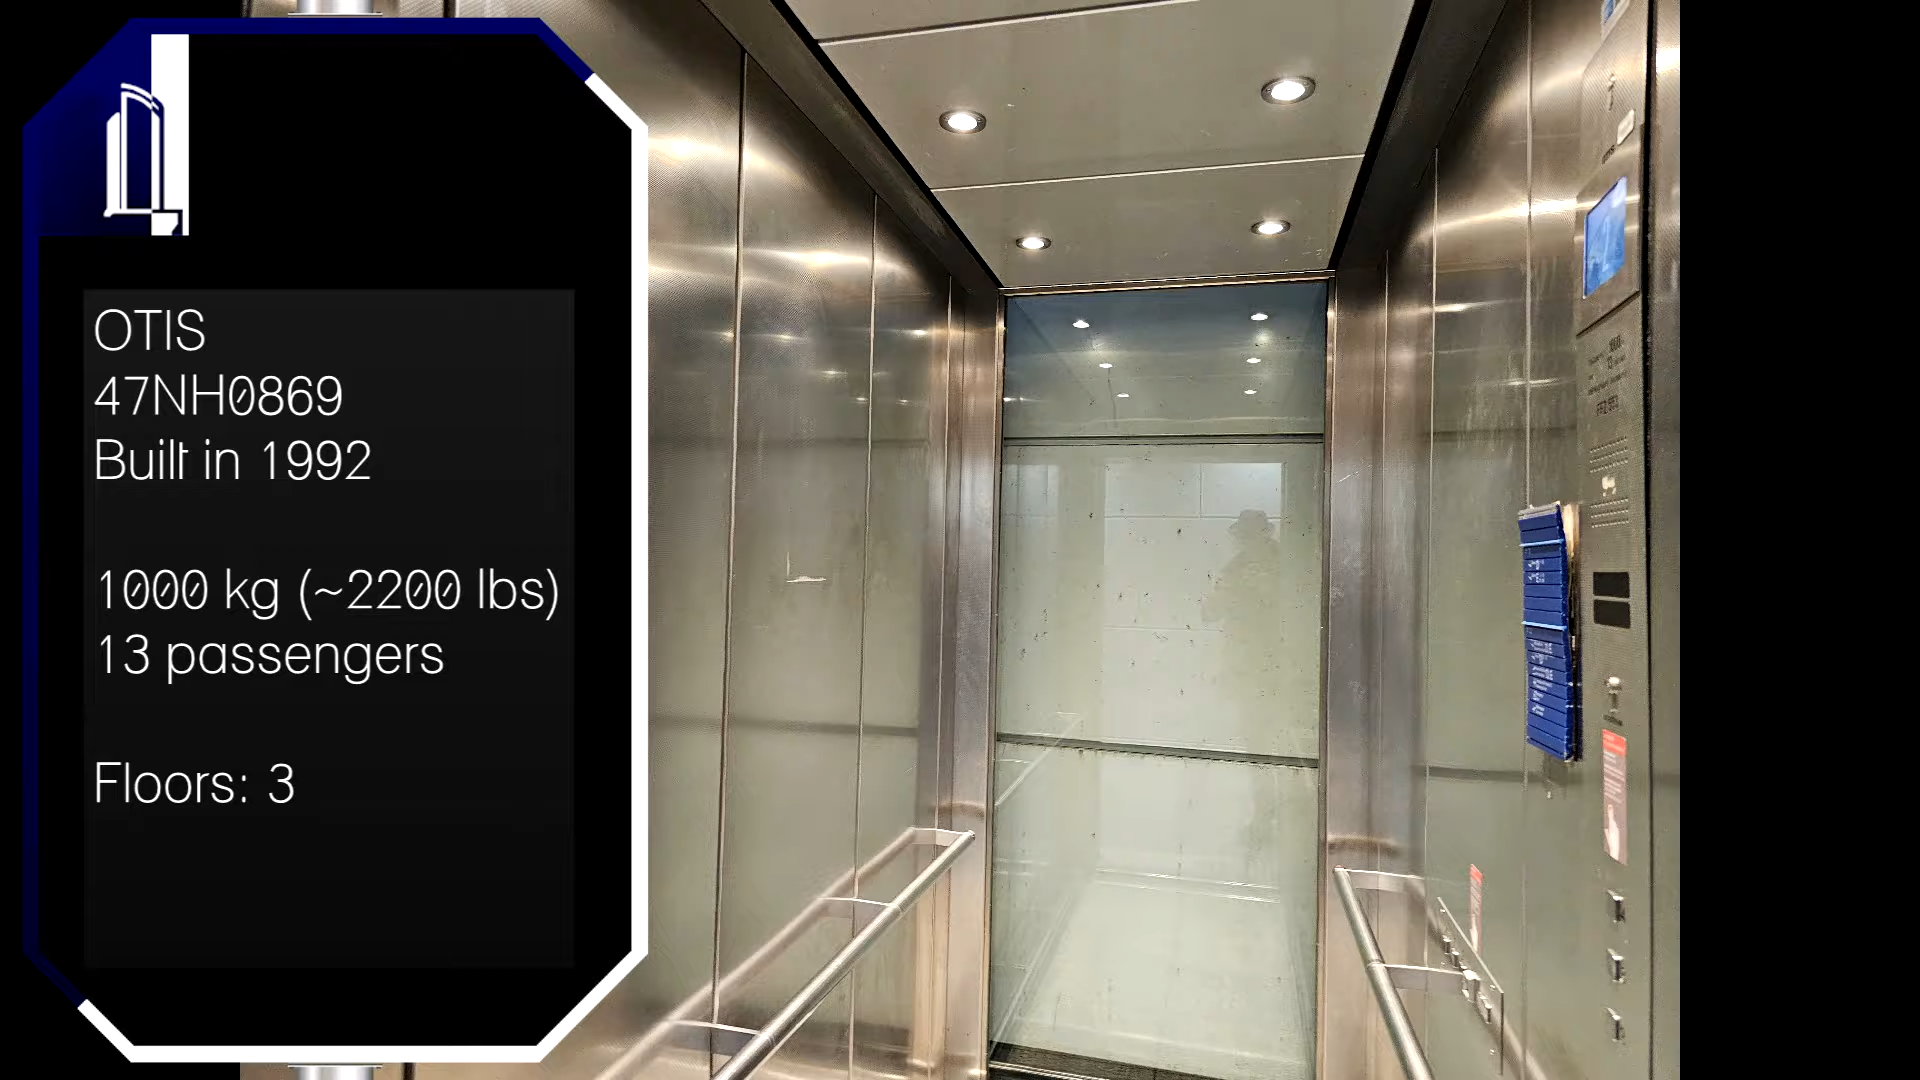 OTIS
47NH0869
Built in 1992
1000 kg (~2200 lbs)
13 passengers
Floors: 3